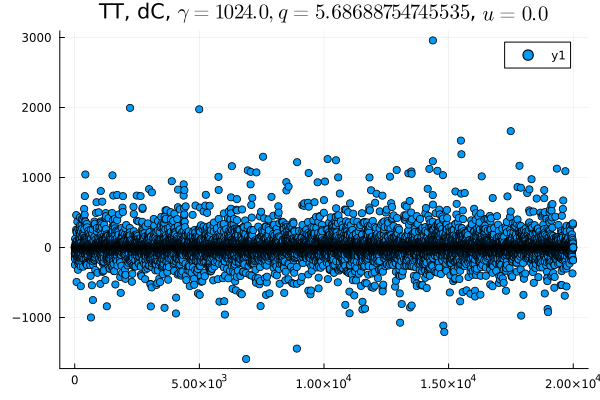 TT, dC, γ = 1024.0, q = 5.68688754745535, u = 0.0
3000
y1
2000
1000
0
−1000
0 5.00×10³ 1.00×10⁴ 1.50×10⁴ 2.00×10⁴